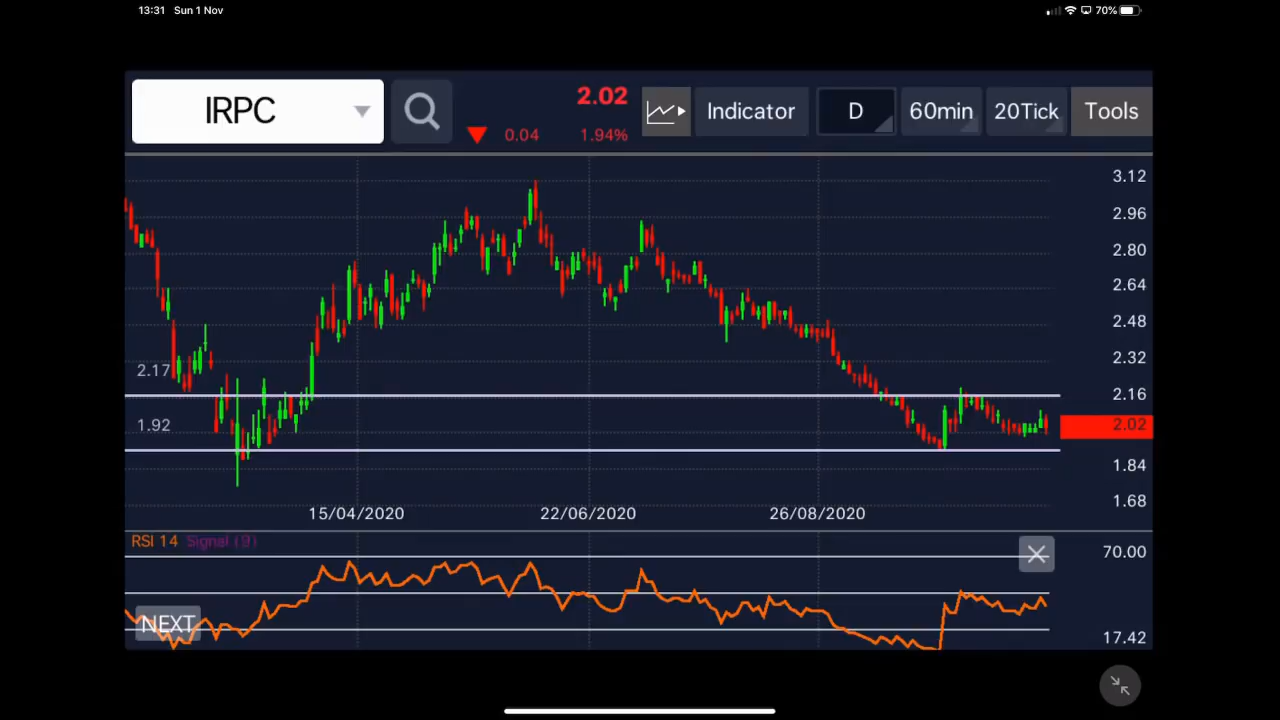 13:31 Sun 1 Nov
70%
IRPC
2.02
0.04 1.94%
Indicator
D
60min
20Tick
Tools
3.12
2.96
2.80
2.64
2.48
2.32
2.17
2.16
1.92
2.02
1.84
1.68
15/04/2020 22/06/2020 26/08/2020
RSI 14 Signal (9)
70.00
NEXT
17.42